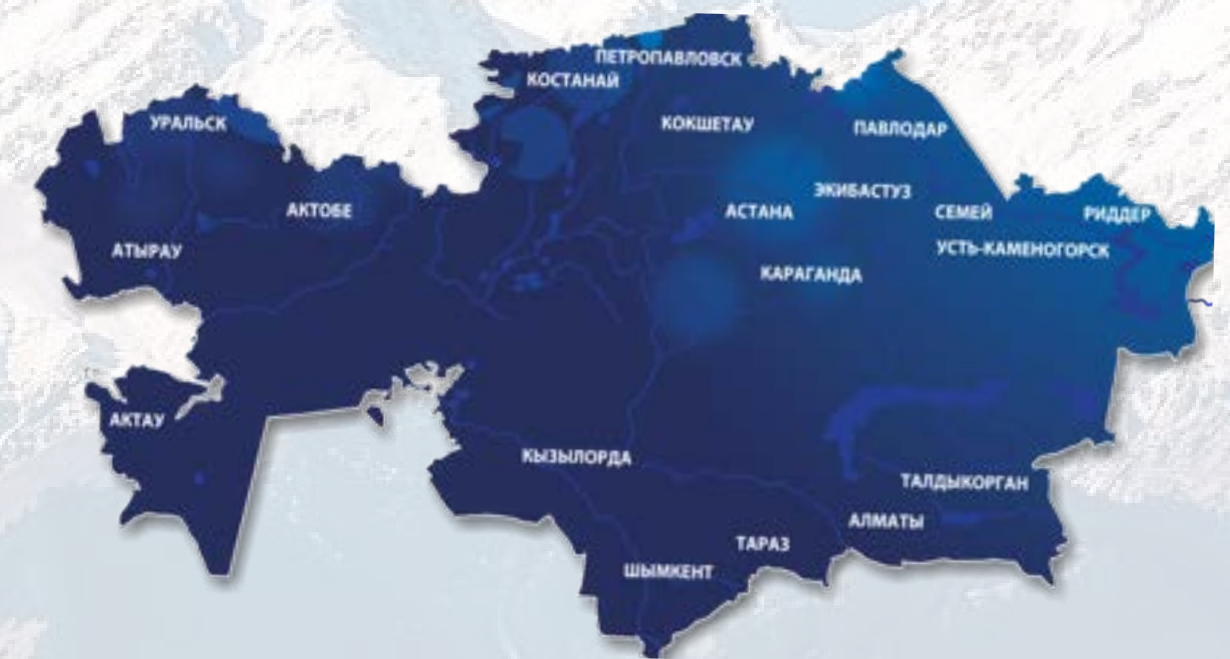 ПЕТРОПАВЛОВСК
КОСТАНАЙ
УРАЛЬСК
КОКШЕТАУ
ПАВЛОДАР
ЭКИБАСТУЗ
АКТОБЕ
АСТАНА
СЕМЕЙ
РИДДЕР
АТЫРАУ
УСТЬ-КАМЕНОГОРСК
КАРАГАНДА
АКТАУ
КЫЗЫЛОРДА
ТАЛДЫКОРГАН
АЛМАТЫ
ТАРАЗ
ШЫМКЕНТ